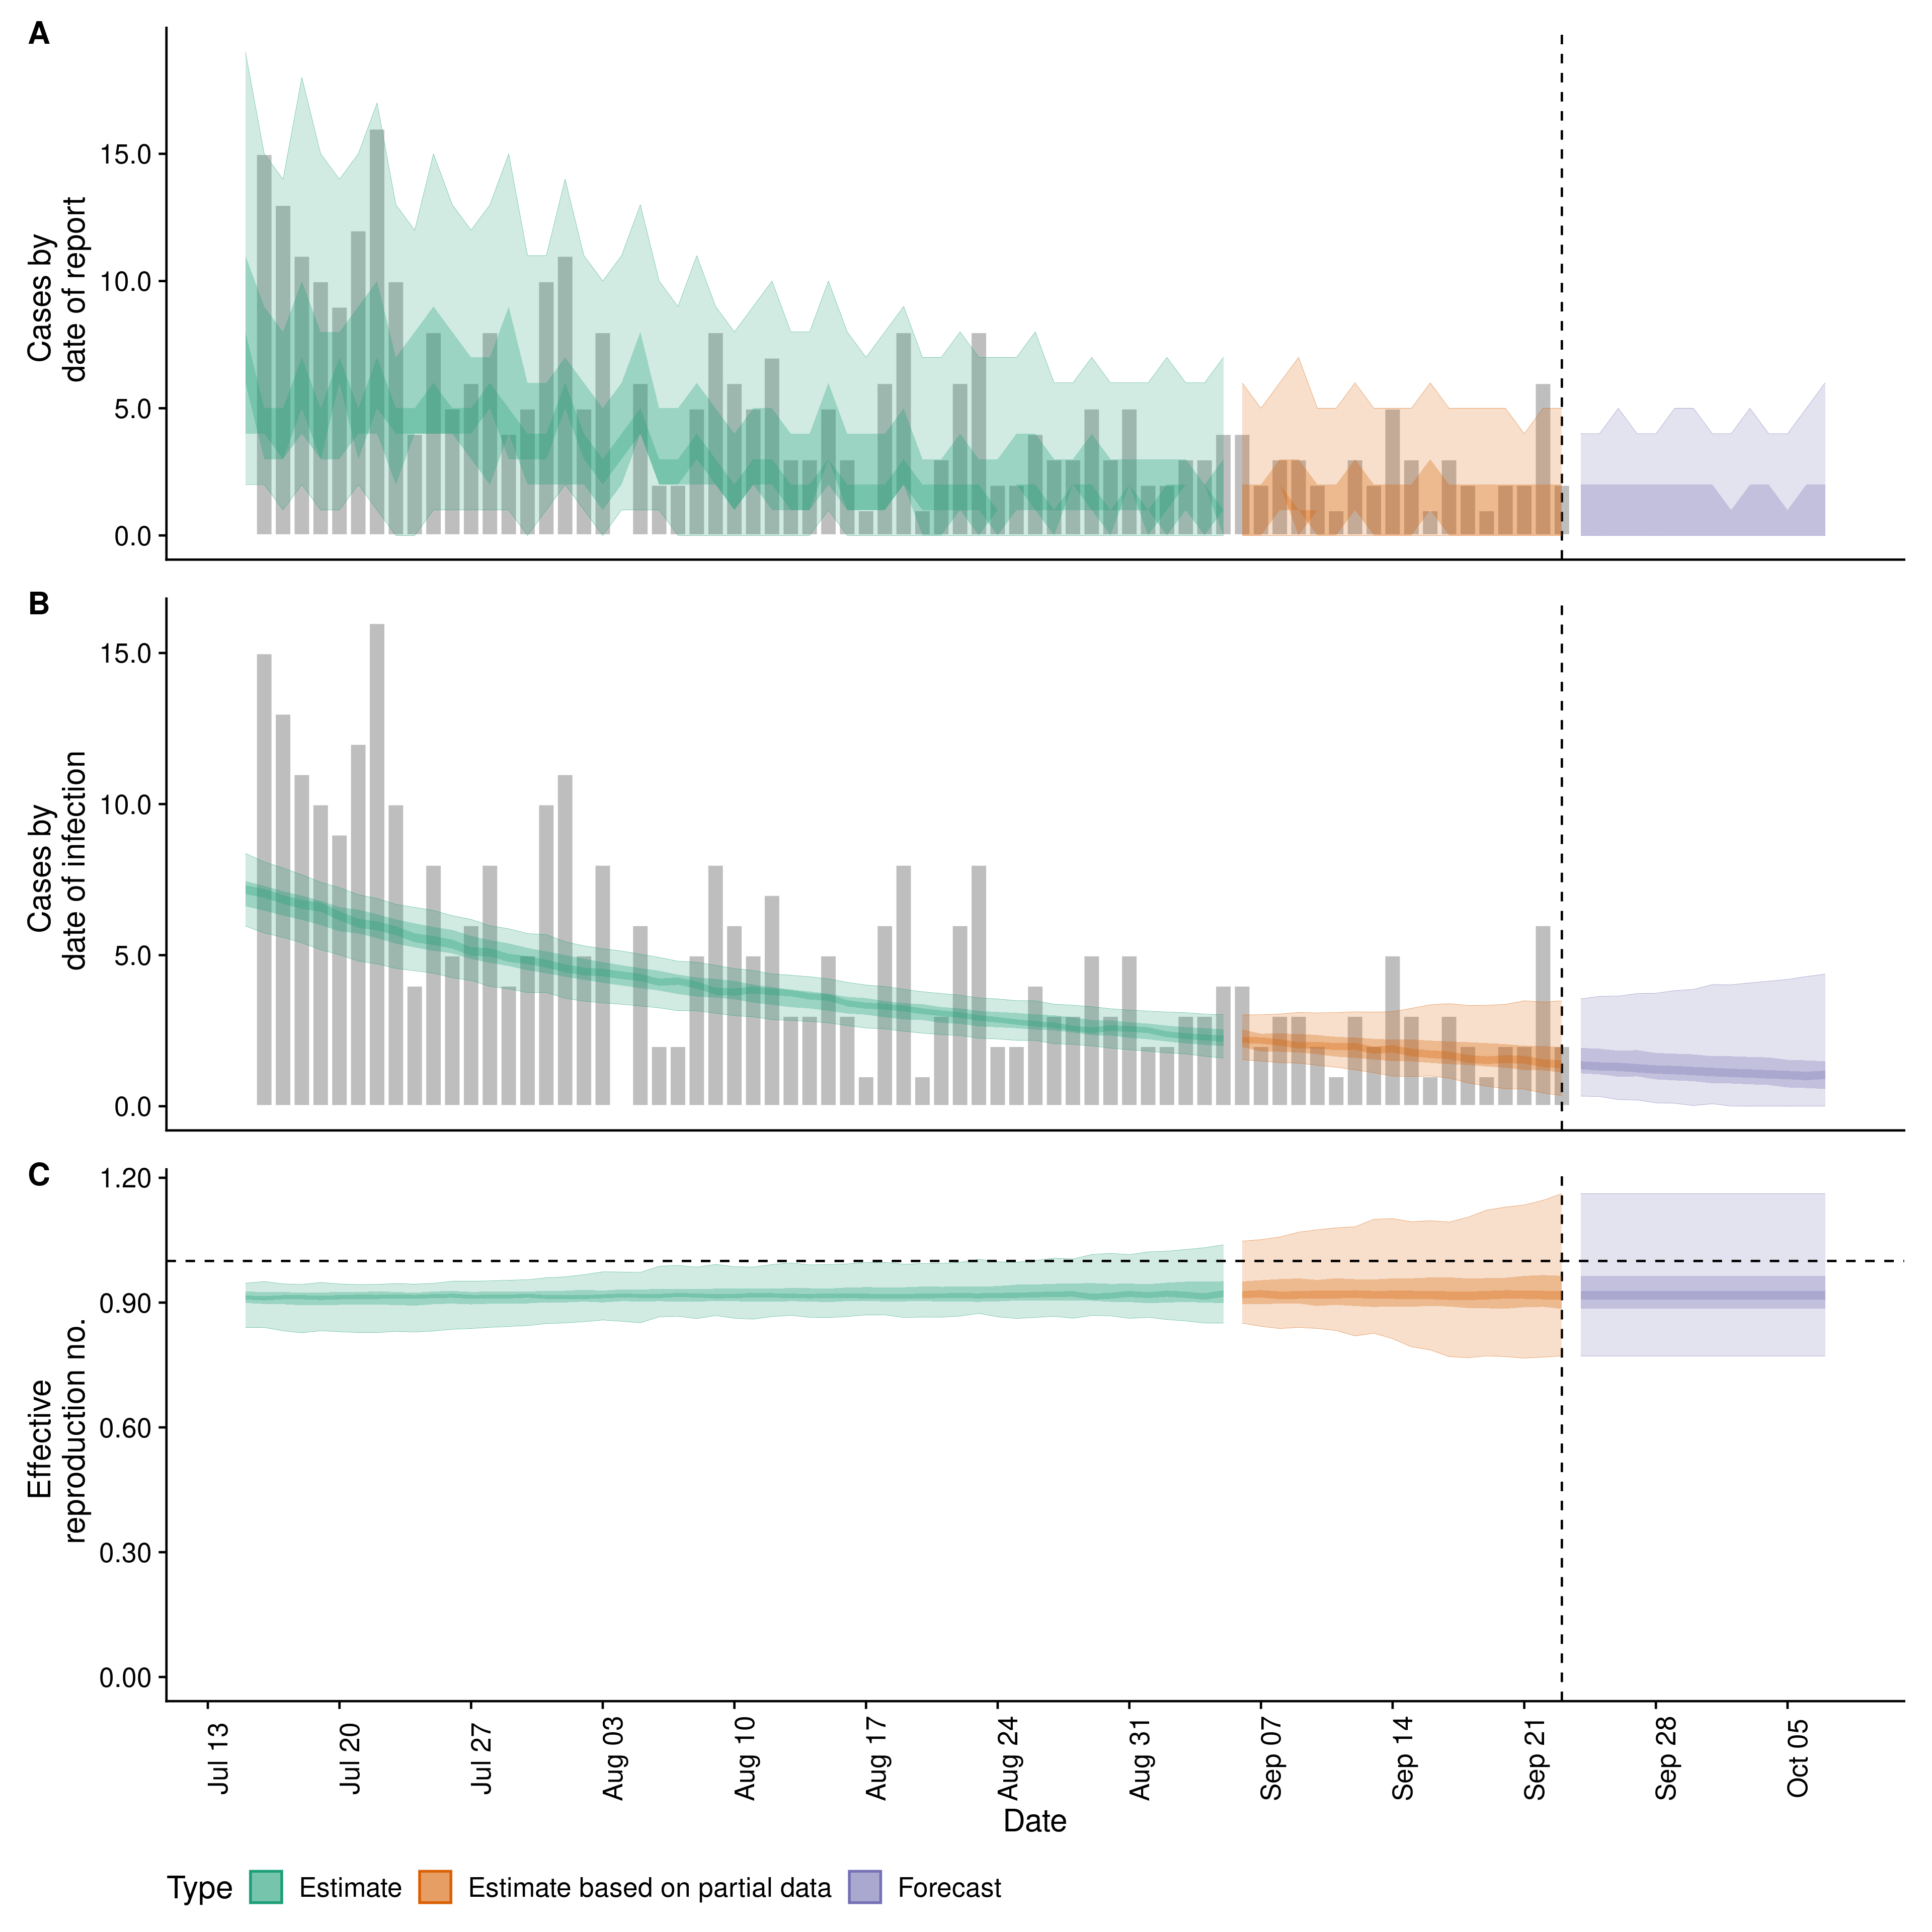 A
Cases by
date of report
15.0
10.0
5.0
0.0
B
Cases by
date of infection
15.0
10.0
5.0
0.0
C
Effective
reproduction no.
1.20
0.90
0.60
0.30
0.00
Jul 13
Jul 20
Jul 27
Aug 03
Aug 10
Aug 17
Aug 24
Aug 31
Sep 07
Sep 14
Sep 21
Sep 28
Oct 05
Date
Type
Estimate
Estimate based on partial data
Forecast